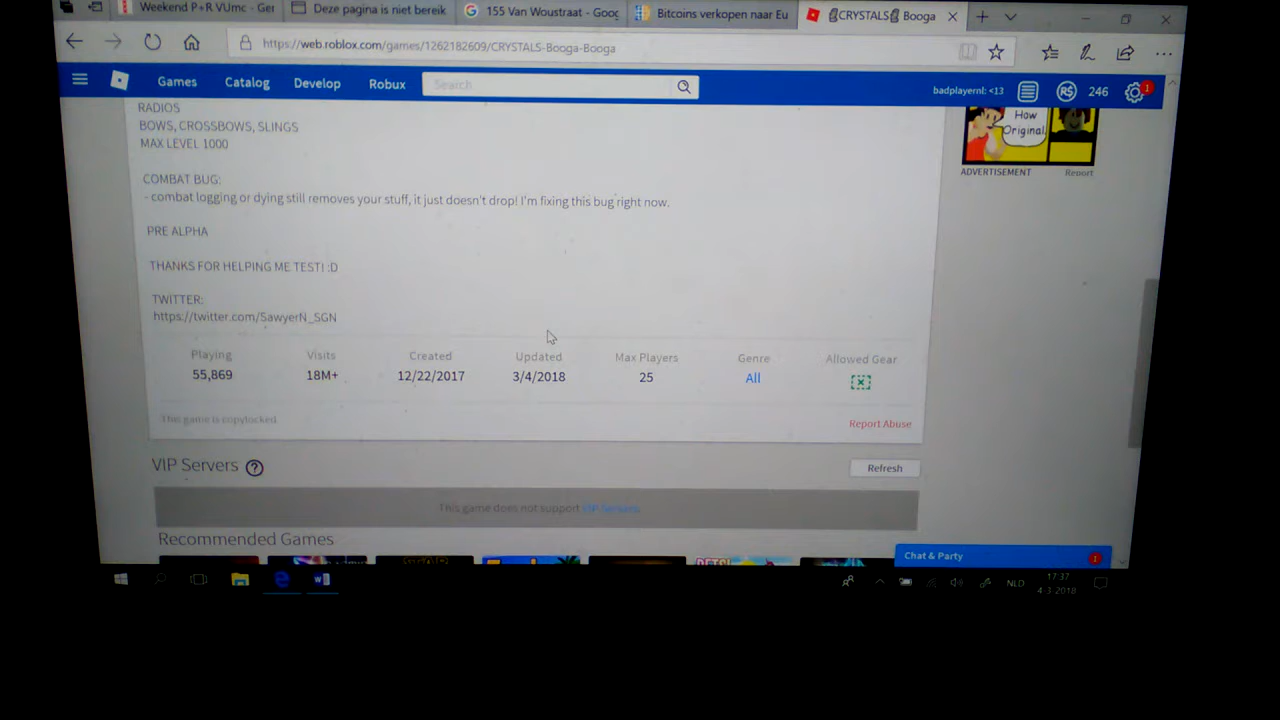 Weekend P+R VUmc - Ger
Deze pagina is niet bereik
155 Van Woustraat - Goog
Bitcoins verkopen naar Eu
CRYSTALS Booga
https://web.roblox.com/games/1262182609/CRYSTALS-Booga-Booga
Games
Catalog
Develop
Robux
Search
badplayernl: <13
R$
246
1
RADIOS
BOWS, CROSSBOWS, SLINGS
MAX LEVEL 1000
COMBAT BUG:
- combat logging or dying still removes your stuff, it just doesn't drop! I'm fixing this bug right now.
PRE ALPHA
THANKS FOR HELPING ME TEST! :D
TWITTER:
https://twitter.com/SawyerN_SGN
How
Original.
ADVERTISEMENT
Report
Playing Visits Created Updated Max Players Genre Allowed Gear
55,869 18M+ 12/22/2017 3/4/2018 25 All
This game is copylocked
Report Abuse
VIP Servers ?
Refresh
This game does not support VIP Servers.
Recommended Games
Chat & Party
1
NLD
17:37
4-3-2018